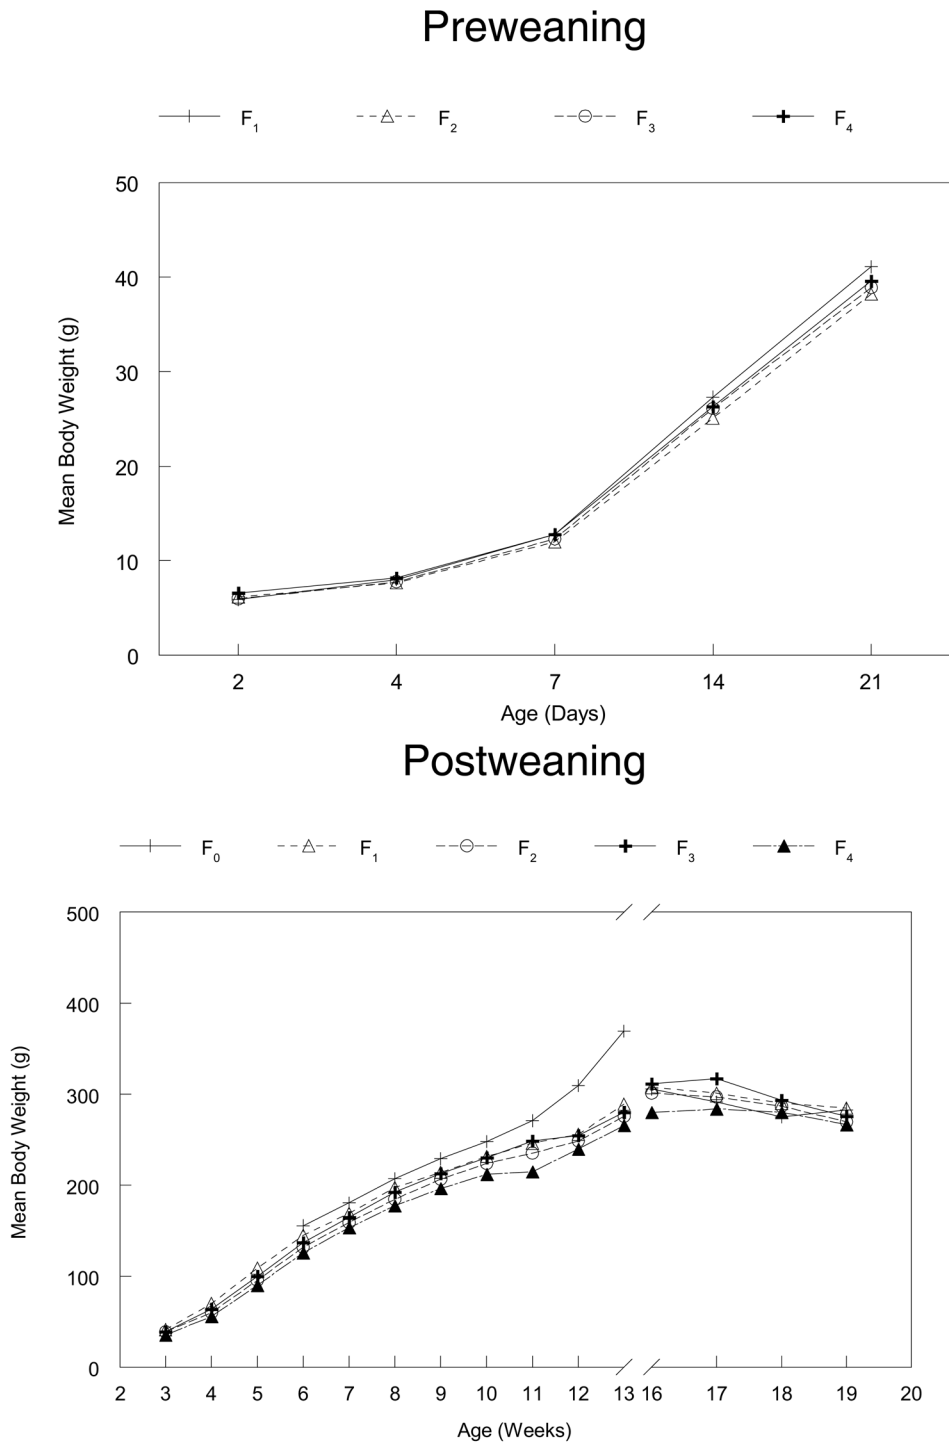 Preweaning
F1 F2 F3 F4
50
40
30
20
10
0
Mean Body Weight (g)
2 4 7 14 21
Age (Days)
Postweaning
F0 F1 F2 F3 F4
500
400
300
200
100
0
Mean Body Weight (g)
2 3 4 5 6 7 8 9 10 11 12 13 16 17 18 19 20
Age (Weeks)